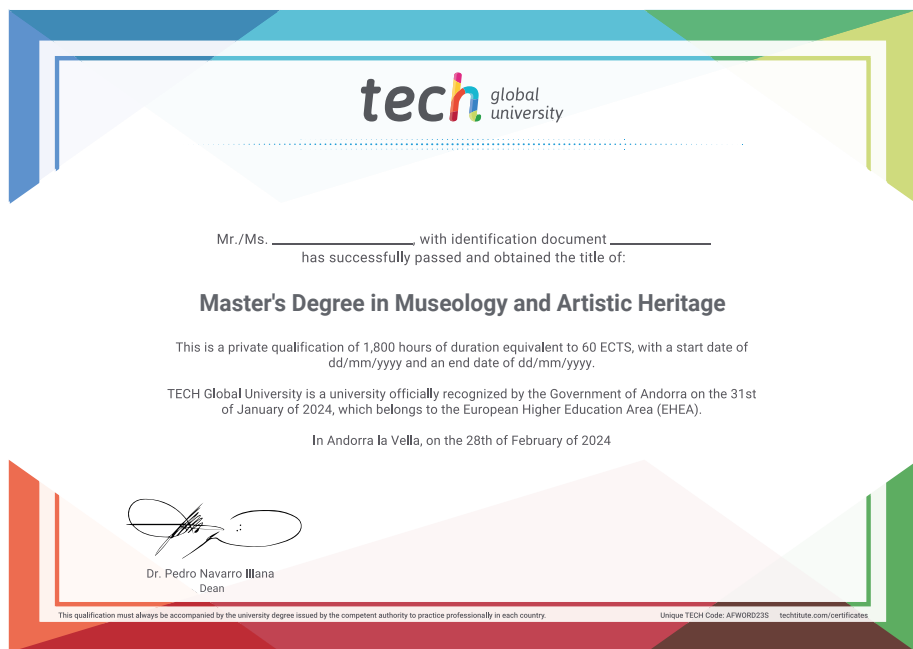 tech global university
Mr./Ms. ____________, with identification document ____________
has successfully passed and obtained the title of:
Master's Degree in Museology and Artistic Heritage
This is a private qualification of 1,800 hours of duration equivalent to 60 ECTS, with a start date of
dd/mm/yyyy and an end date of dd/mm/yyyy.
TECH Global University is a university officially recognized by the Government of Andorra on the 31st
of January of 2024, which belongs to the European Higher Education Area (EHEA).
In Andorra la Vella, on the 28th of February of 2024
Dr. Pedro Navarro Illana
Dean
This qualification must always be accompanied by the university degree issued by the competent authority to practice professionally in each country.
Unique TECH Code: AFWORD23S techtitute.com/certificates